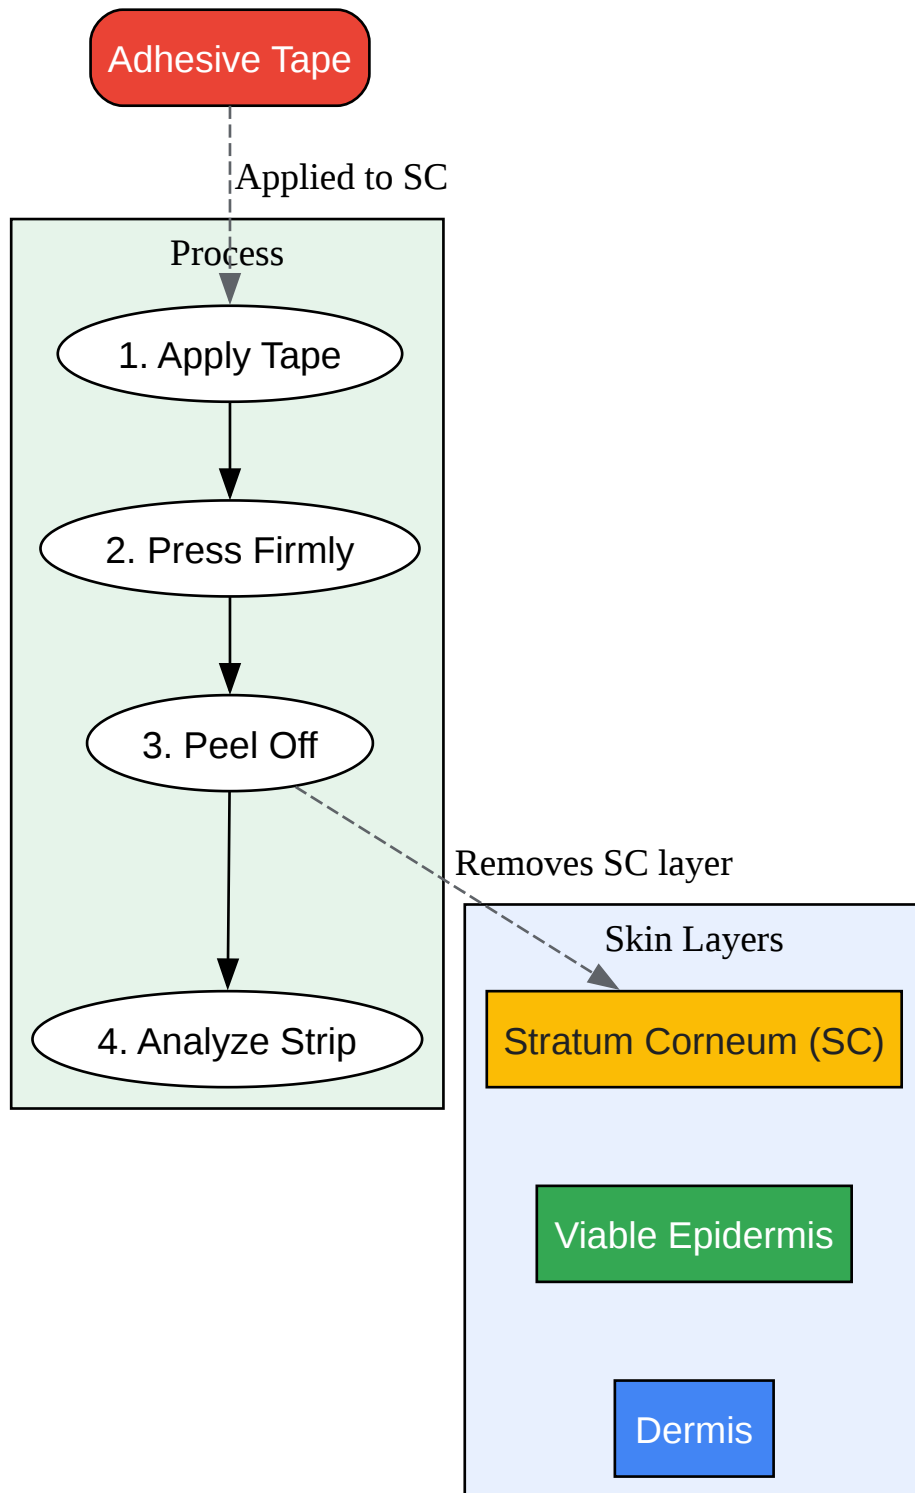 Adhesive Tape
Applied to SC
Process
1. Apply Tape
2. Press Firmly
3. Peel Off
Removes SC layer
Skin Layers
4. Analyze Strip
Stratum Corneum (SC)
Viable Epidermis
Dermis